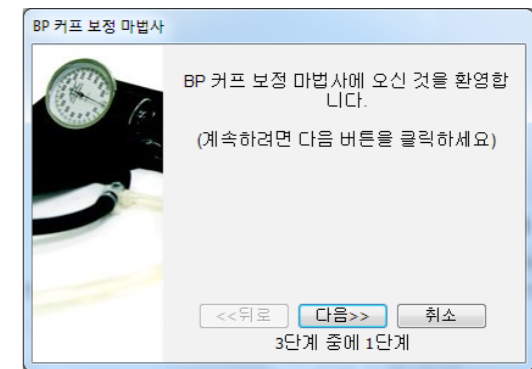 BP 커프 보정 마법사
BP 커프 보정 마법사에 오신 것을 환영합
니다.
(계속하려면 다음 버튼을 클릭하세요)
<<뒤로 다음>> 취소
3단계 중에 1단계